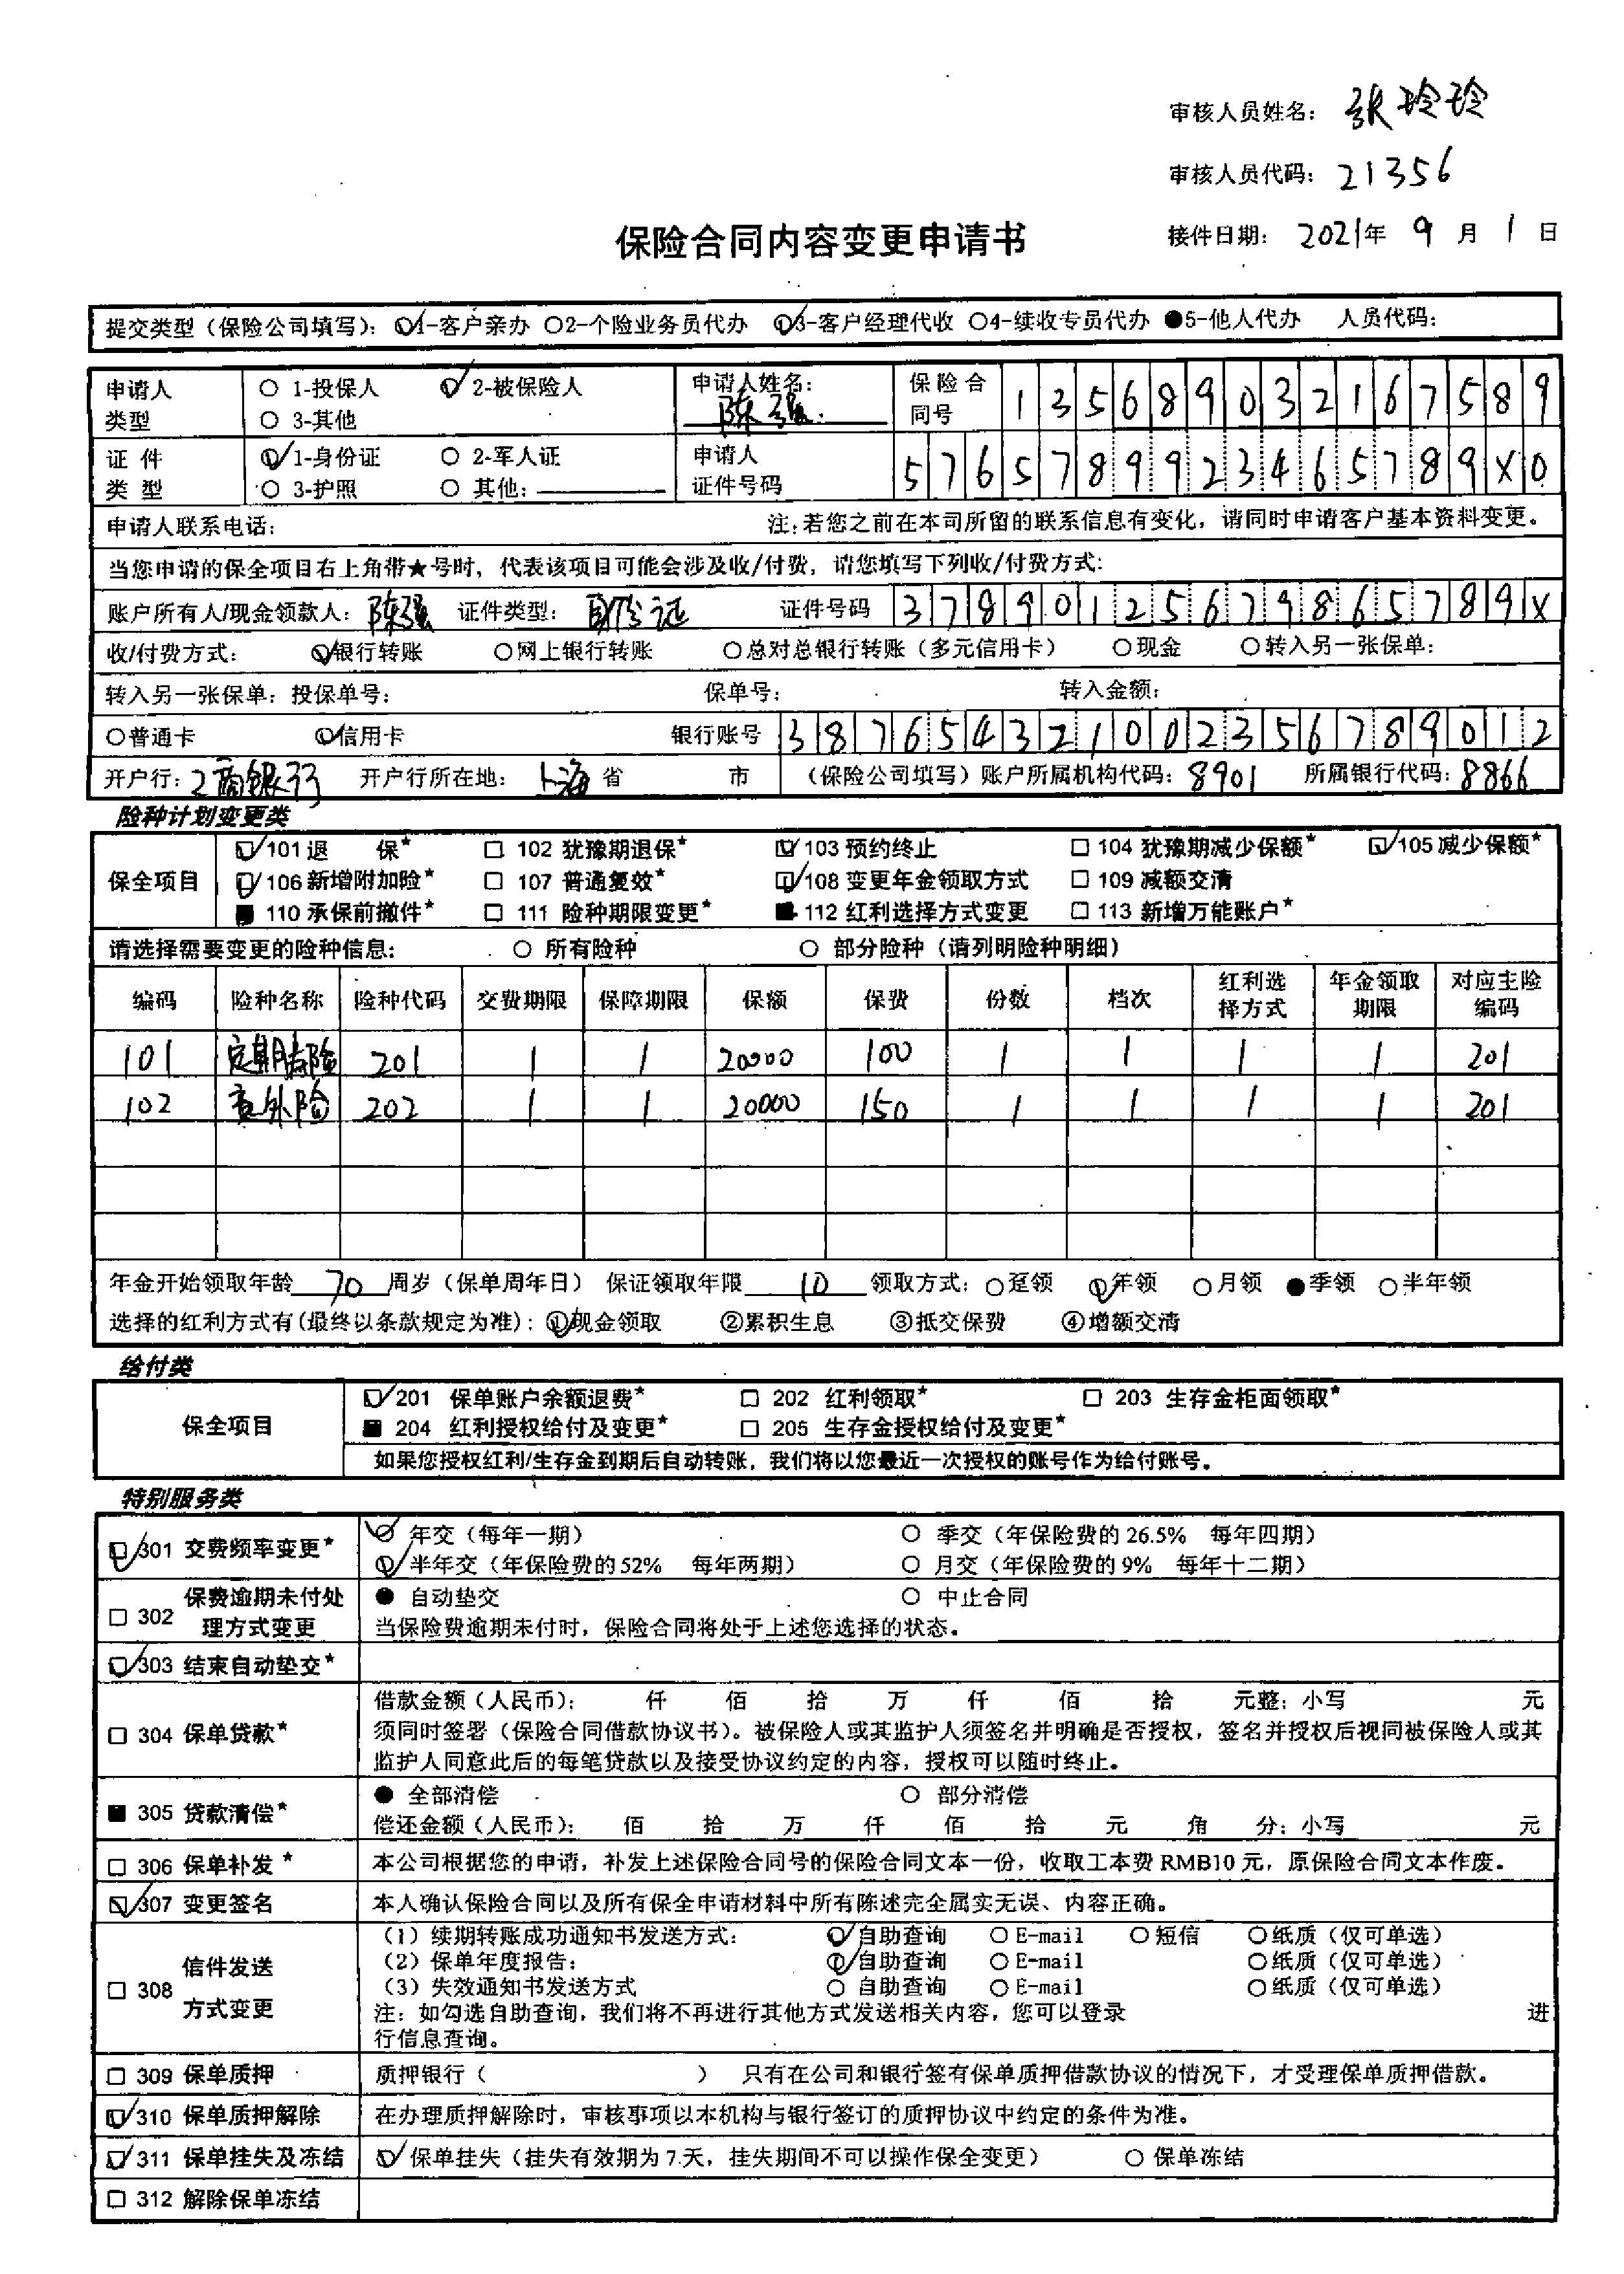 审核人员姓名：张玲玲
审核人员代码：21356
接件日期：2021年 9 月 1 日
保险合同内容变更申请书
提交类型（保险公司填写）：○1-客户亲办 ○2-个险业务员代办 ○3-客户经理代收 ○4-续收专员代办 ●5-他人代办 人员代码：
申请人类型 ○ 1-投保人 ○ 2-被保险人 ○ 3-其他 申请人姓名：陈强 保险合同号 135689032167589
证件类型 ○1-身份证 ○ 2-军人证 ○ 3-护照 ○ 其他： 申请人证件号码 5765789923465789X0
申请人联系电话： 注：若您之前在本司所留的联系信息有变化，请同时申请客户基本资料变更。
当您申请的保全项目右上角带★号时，代表该项目可能会涉及收/付费，请您填写下列收/付费方式：
账户所有人/现金领款人：陈强 证件类型：身份证 证件号码 37890125679865789X
收/付费方式： ○银行转账 ○网上银行转账 ○总对总银行转账（多元信用卡） ○现金 ○转入另一张保单：
转入另一张保单：投保单号： 保单号： 转入金额：
○普通卡 ○信用卡 银行账号 387654321002356789012
开户行：工商银行 开户行所在地：上海 省 市 （保险公司填写）账户所属机构代码：8901 所属银行代码：8866
险种计划变更类
保全项目
□101 退 保★ □ 102 犹豫期退保★ □ 103 预约终止 □ 104 犹豫期减少保额★ □105 减少保额★
□106 新增附加险★ □ 107 普通复效★ □108 变更年金领取方式 □ 109 减额交清
■ 110 承保前撤件★ □ 111 险种期限变更★ ■ 112 红利选择方式变更 □ 113 新增万能账户★
请选择需要变更的险种信息： ○ 所有险种 ○ 部分险种（请列明险种明细）
编码 险种名称 险种代码 交费期限 保障期限 保额 保费 份数 档次 红利选择方式 年金领取期限 对应主险编码
101 定期寿险 201 1 1 20000 100 1 1 1 1 201
102 意外险 202 1 1 20000 150 1 1 1 1 201
年金开始领取年龄 70 周岁（保单周年日） 保证领取年限 10 领取方式：○趸领 ○年领 ○月领 ●季领 ○半年领
选择的红利方式有(最终以条款规定为准)：①现金领取 ②累积生息 ③抵交保费 ④增额交清
给付类
保全项目
□201 保单账户余额退费★ □ 202 红利领取★ □ 203 生存金柜面领取★
■ 204 红利授权给付及变更★ □ 205 生存金授权给付及变更★
如果您授权红利/生存金到期后自动转账，我们将以您最近一次授权的账号作为给付账号。
特别服务类
□301 交费频率变更★ ○ 年交（每年一期） ○ 季交（年保险费的 26.5% 每年四期）
○ 半年交（年保险费的 52% 每年两期） ○ 月交（年保险费的 9% 每年十二期）
□ 302 保费逾期未付处理方式变更 ● 自动垫交 ○ 中止合同
当保险费逾期未付时，保险合同将处于上述您选择的状态。
□303 结束自动垫交★
□ 304 保单贷款★ 借款金额（人民币）： 仟 佰 拾 万 仟 佰 拾 元整；小写 元
须同时签署（保险合同借款协议书）。被保险人或其监护人须签名并明确是否授权，签名并授权后视同被保险人或其
监护人同意此后的每笔贷款以及接受协议约定的内容，授权可以随时终止。
■ 305 贷款清偿★ ● 全部清偿 ○ 部分清偿
偿还金额（人民币）： 佰 拾 万 仟 佰 拾 元 角 分；小写 元
□ 306 保单补发★ 本公司根据您的申请，补发上述保险合同号的保险合同文本一份，收取工本费 RMB10 元，原保险合同文本作废。
□307 变更签名 本人确认保险合同以及所有保全申请材料中所有陈述完全属实无误、内容正确。
□ 308 信件发送方式变更 （1）续期转账成功通知书发送方式： ○自助查询 ○ E-mail ○ 短信 ○纸质（仅可单选）
（2）保单年度报告： ○自助查询 ○E-mail ○纸质（仅可单选）
（3）失效通知书发送方式 ○ 自助查询 ○E-mail ○纸质（仅可单选）
注：如勾选自助查询，我们将不再进行其他方式发送相关内容，您可以登录 进
行信息查询。
□ 309 保单质押 质押银行（ ） 只有在公司和银行签有保单质押借款协议的情况下，才受理保单质押借款。
□310 保单质押解除 在办理质押解除时，审核事项以本机构与银行签订的质押协议中约定的条件为准。
□311 保单挂失及冻结 ○保单挂失（挂失有效期为 7 天，挂失期间不可以操作保全变更） ○ 保单冻结
□ 312 解除保单冻结